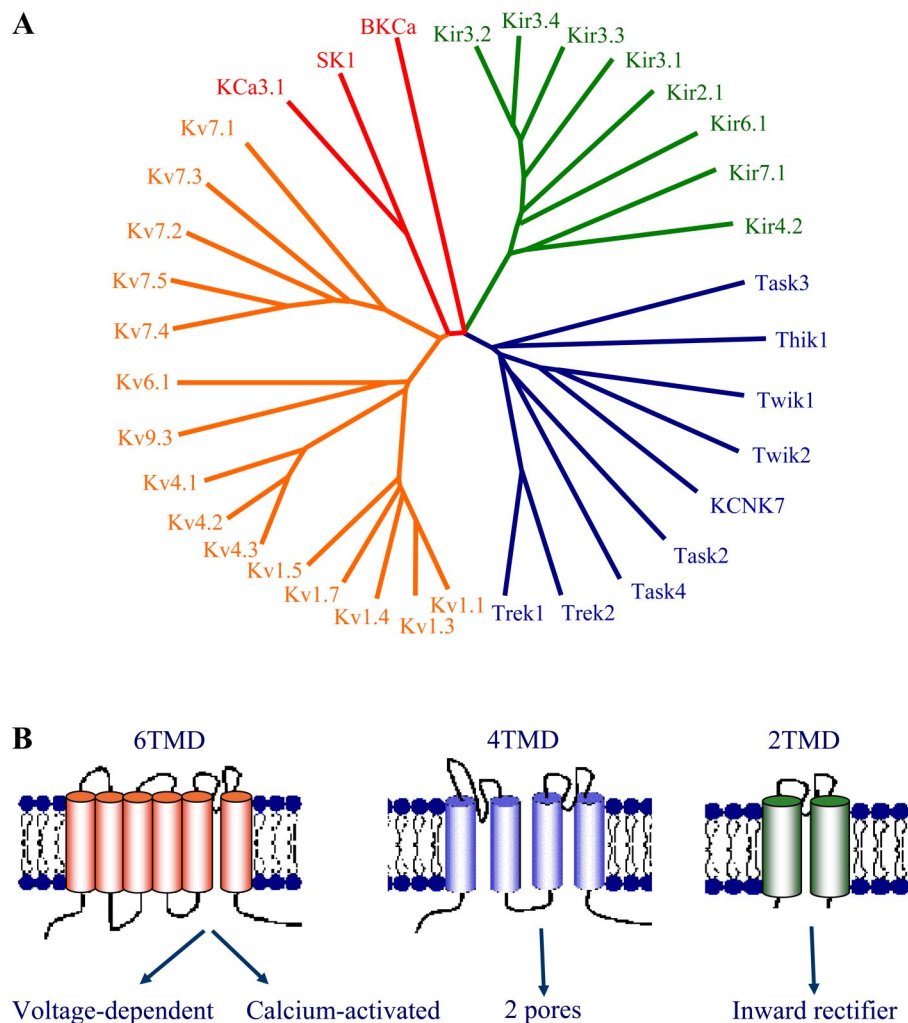 A
BKCa
SK1
KCa3.1
Kv7.1
Kv7.3
Kv7.2
Kv7.5
Kv7.4
Kv6.1
Kv9.3
Kv4.1
Kv4.2
Kv4.3
Kv1.5
Kv1.7
Kv1.4
Kv1.3
Kv1.1
Kir3.2
Kir3.4
Kir3.3
Kir3.1
Kir2.1
Kir6.1
Kir7.1
Kir4.2
Task3
Thik1
Twik1
Twik2
KCNK7
Task2
Task4
Trek2
Trek1
B
6TMD
4TMD
2TMD
Voltage-dependent
Calcium-activated
2 pores
Inward rectifier